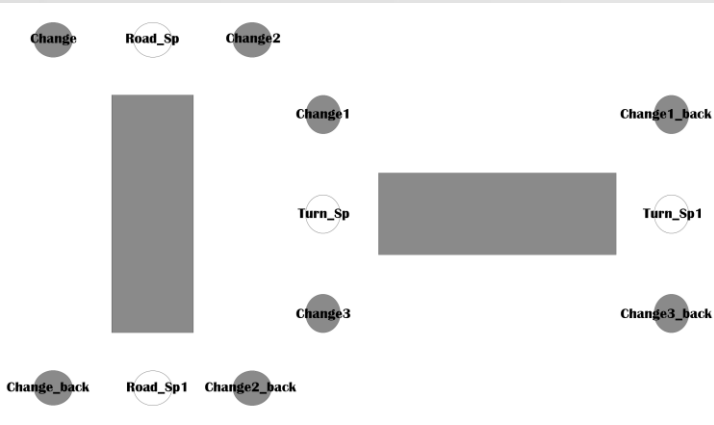 Change Road_Sp Change2
Change1 Change1_back
Turn_Sp Turn_Sp1
Change3 Change3_back
Change_back Road_Sp1 Change2_back